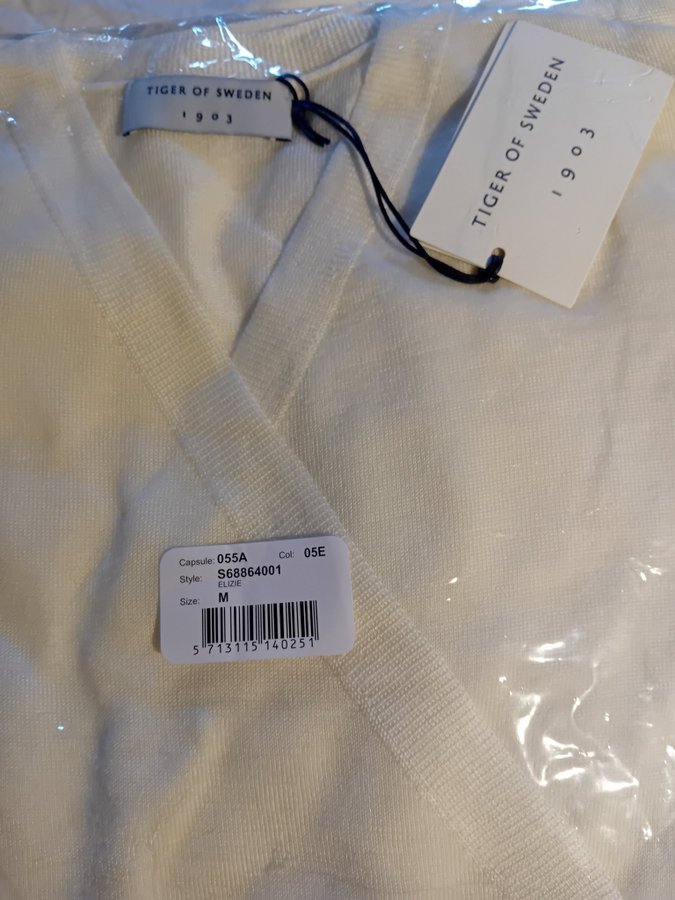 TIGER OF SWEDEN
1903
TIGER OF SWEDEN
1903
Capsule: 055A Col: 05E
Style: S68864001
ELIZIE
Size: M
5 713115 140251